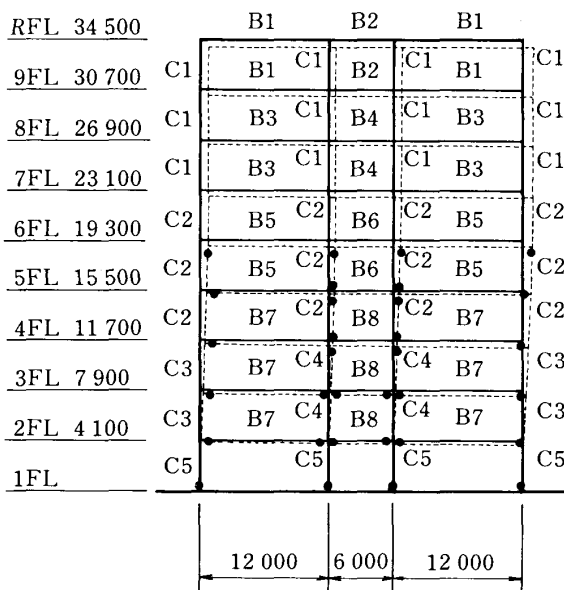 B1 B2 B1
RFL 34 500
C1 B1 C1 B2 C1 B1 C1
9FL 30 700
C1 B3 C1 B4 C1 B3 C1
8FL 26 900
C1 B3 C1 B4 C1 B3 C1
7FL 23 100
C2 B5 C2 B6 C2 B5 C2
6FL 19 300
C2 B5 C2 B6 C2 B5 C2
5FL 15 500
C2 B7 C2 B8 C2 B7 C2
4FL 11 700
C3 B7 C4 B8 C4 B7 C3
3FL 7 900
C3 B7 C4 B8 C4 B7 C3
2FL 4 100
C5 C5 C5 C5
1FL
12 000 6 000 12 000